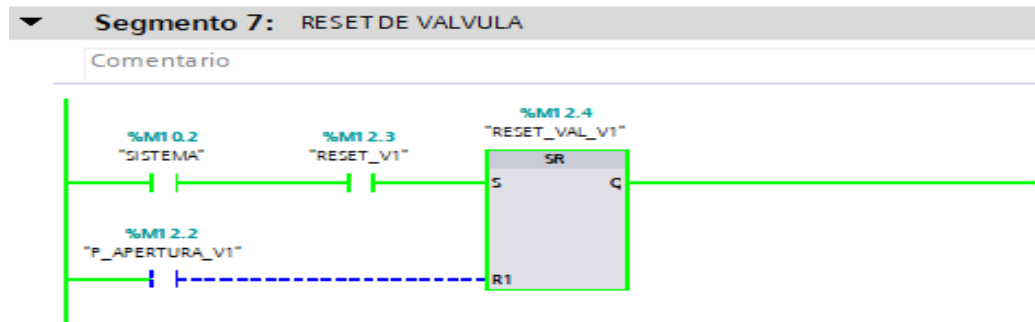 Segmento 7: RESET DE VALVULA
Comentario
%M12.4
"RESET_VAL_V1"
%M10.2
"SISTEMA"
%M12.3
"RESET_V1"
SR
S
Q
%M12.2
"P_APERTURA_V1"
R1